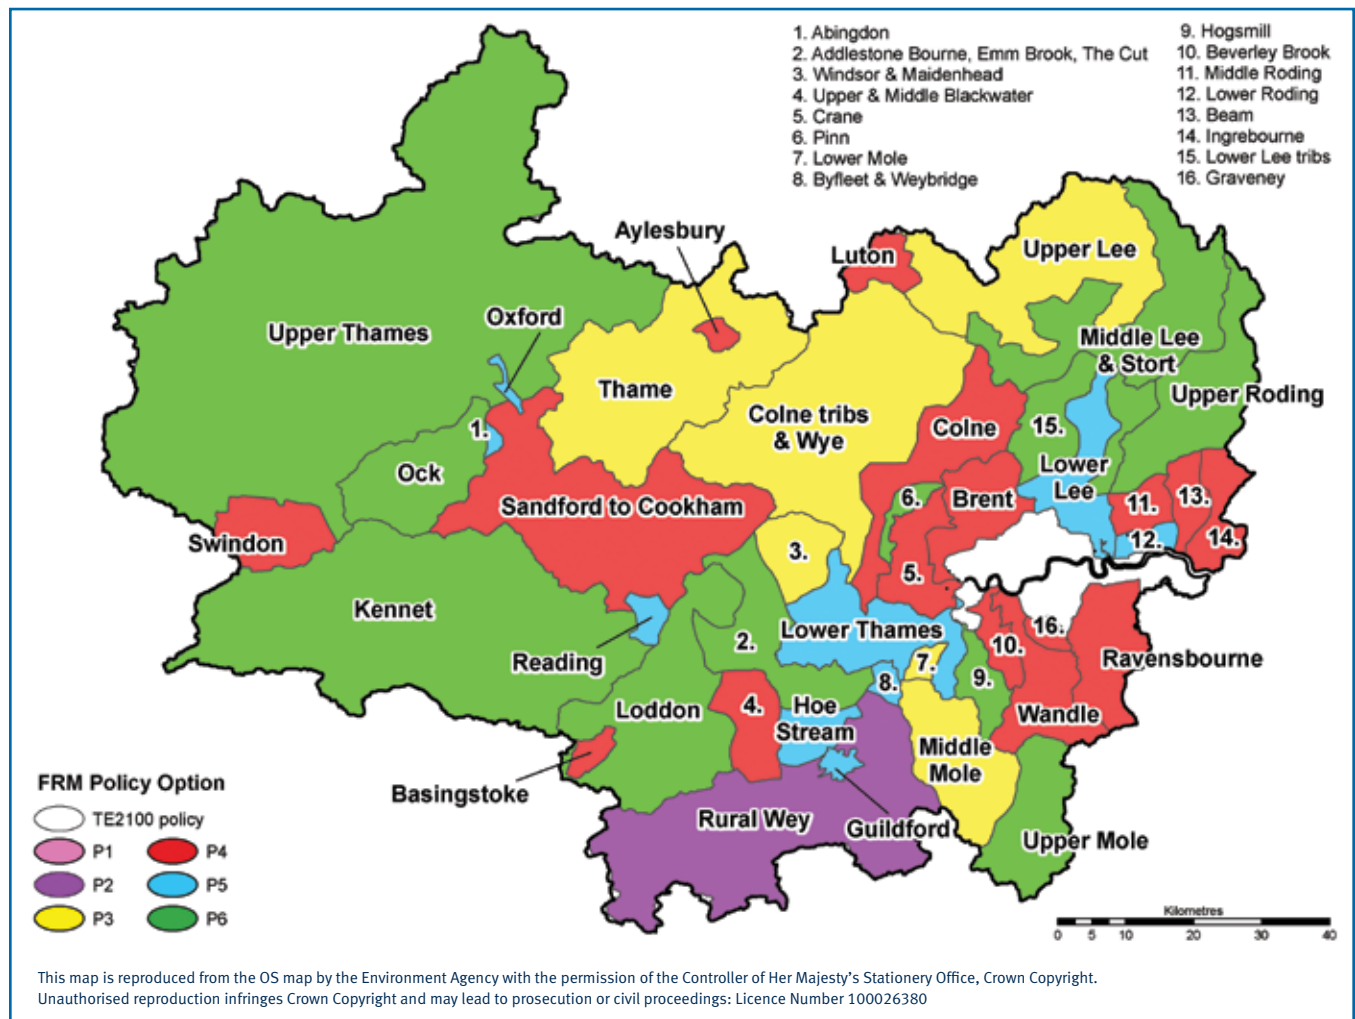 1. Abingdon
2. Addlestone Bourne, Emm Brook, The Cut
3. Windsor & Maidenhead
4. Upper & Middle Blackwater
5. Crane
6. Pinn
7. Lower Mole
8. Byfleet & Weybridge
9. Hogsmill
10. Beverley Brook
11. Middle Roding
12. Lower Roding
13. Beam
14. Ingrebourne
15. Lower Lee tribs
16. Graveney
Aylesbury
Luton
Upper Lee
Oxford
Upper Thames
Middle Lee
& Stort
Thame
Upper Roding
Colne tribs
& Wye
Colne
15.
1.
Ock
Lower
Lee
Sandford to Cookham
6.
Brent
11.
13.
Swindon
3.
12.
14.
5.
Kennet
Lower Thames
16.
2.
10.
Reading
7.
Ravensbourne
8.
9.
Loddon
4.
Hoe
Stream
Wandle
Middle
Mole
Basingstoke
Rural Wey
Guildford
Upper Mole
FRM Policy Option
TE2100 policy
P1
P4
P2
P5
P3
P6
Kilometres
0 5 10 20 30 40
This map is reproduced from the OS map by the Environment Agency with the permission of the Controller of Her Majesty's Stationery Office, Crown Copyright.
Unauthorised reproduction infringes Crown Copyright and may lead to prosecution or civil proceedings: Licence Number 100026380